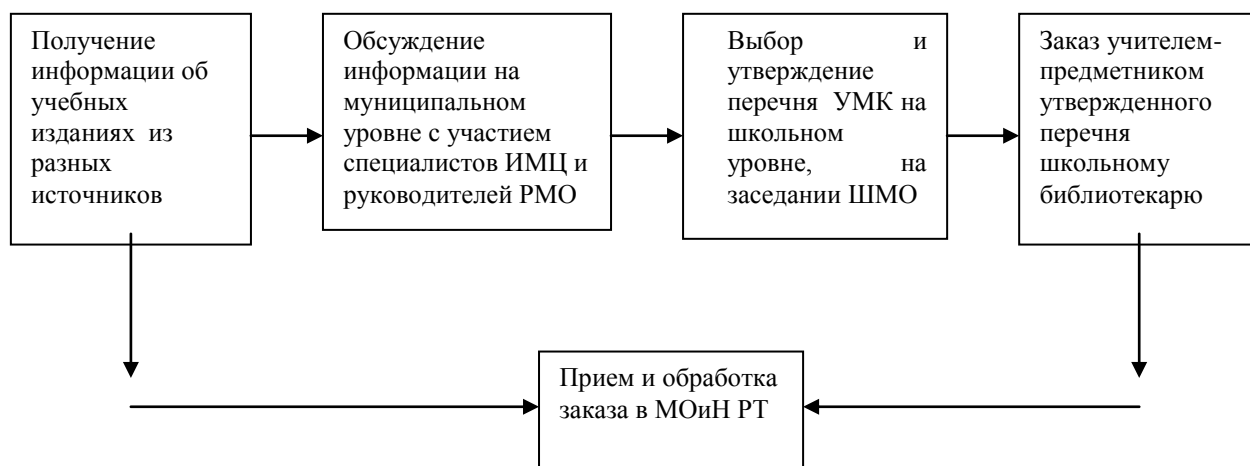 Получение
информации об
учебных
изданиях из
разных
источников
Обсуждение
информации на
муниципальном
уровне с участием
специалистов ИМЦ и
руководителей РМО
Выбор и
утверждение
перечня УМК на
школьном
уровне, на
заседании ШМО
Заказ учителем-
предметником
утвержденного
перечня
школьному
библиотекарю
Прием и обработка
заказа в МОиН РТ